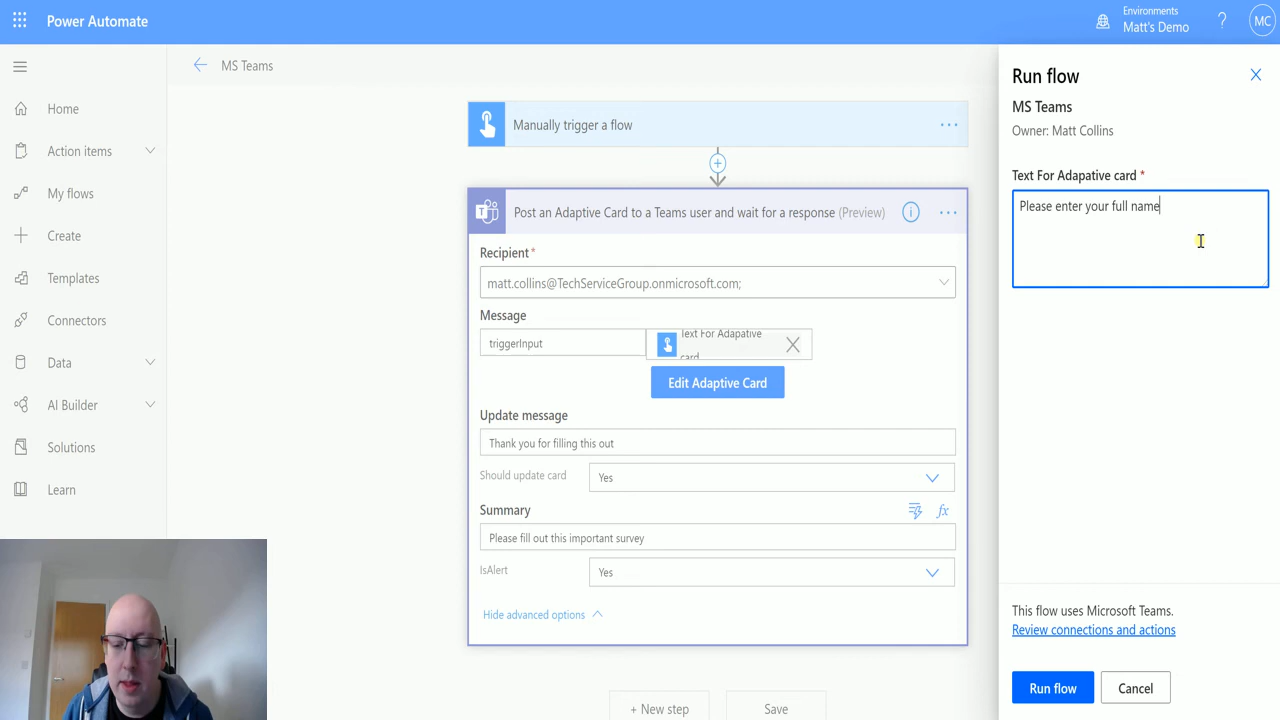 Power Automate
Environments
Matt's Demo
?
MC
MS Teams
Home
Action items
My flows
Create
Templates
Connectors
Data
AI Builder
Solutions
Learn
Manually trigger a flow
Post an Adaptive Card to a Teams user and wait for a response (Preview)
Recipient*
matt.collins@TechServiceGroup.onmicrosoft.com;
Message
triggerInput
Text For Adapative
card
Edit Adaptive Card
Update message
Thank you for filling this out
Should update card
Yes
Summary
fx
Please fill out this important survey
IsAlert
Yes
Hide advanced options
+ New step
Save
Run flow
MS Teams
Owner: Matt Collins
Text For Adapative card *
Please enter your full name
This flow uses Microsoft Teams.
Review connections and actions
Run flow
Cancel